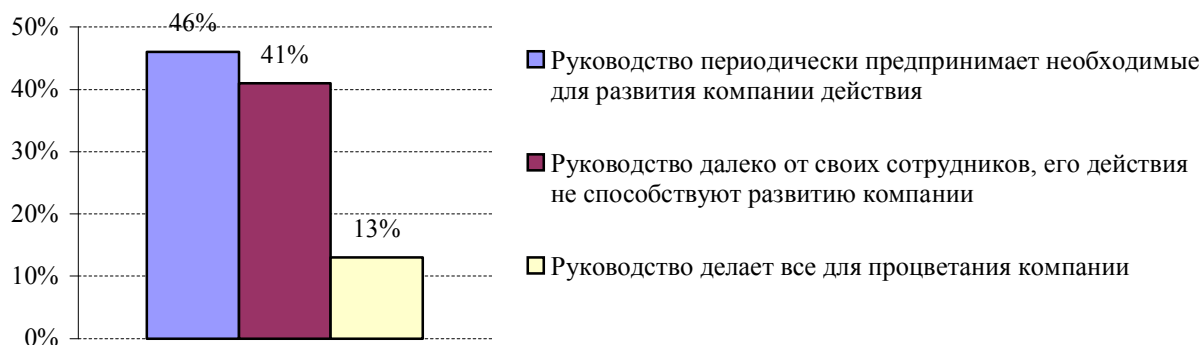 50%
40%
30%
20%
10%
0%
46%
41%
13%
Руководство периодически предпринимает необходимые
для развития компании действия
Руководство далеко от своих сотрудников, его действия
не способствуют развитию компании
Руководство делает все для процветания компании